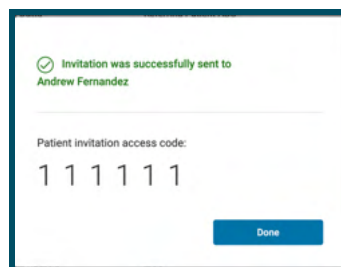 Invitation was successfully sent to
Andrew Fernandez
Patient invitation access code:
1 1 1 1 1 1
Done